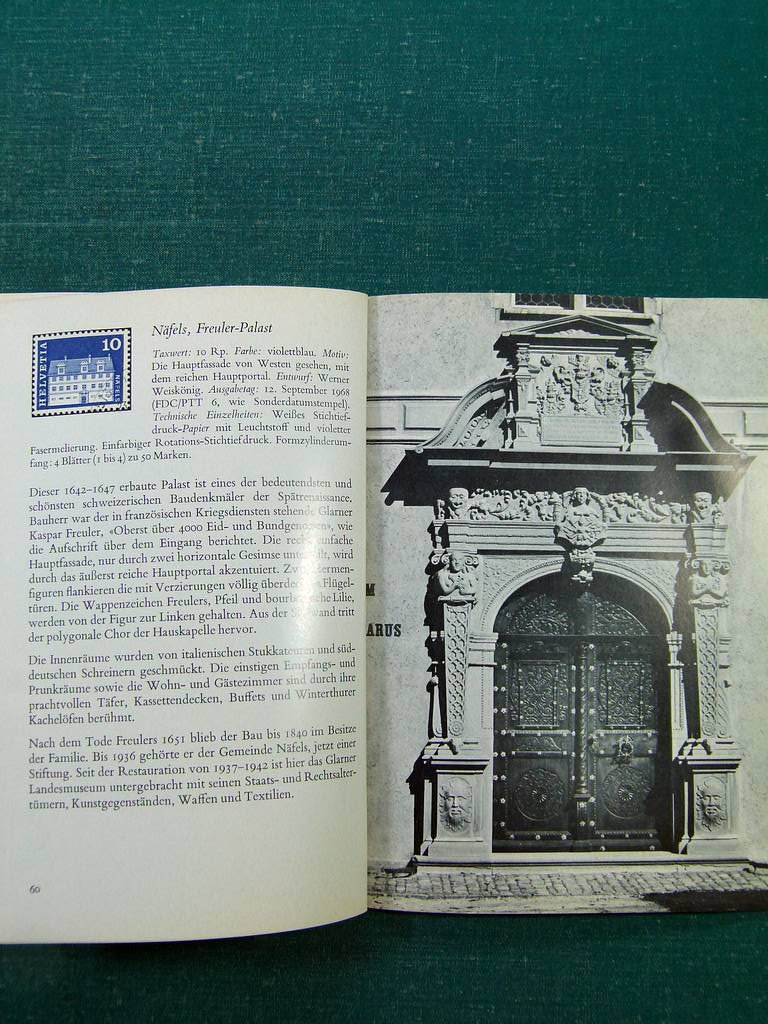 HELVETIA
10
NÄFELS
Näfels, Freuler-Palast
Taxwert: 10 Rp. Farbe: violettblau. Motiv:
Die Hauptfassade von Westen gesehen, mit
dem reichen Hauptportal. Entwurf: Werner
Weiskönig. Ausgabetag: 12. September 1968
(FDC/PTT 6, wie Sonderdatumstempel).
Technische Einzelheiten: Weißes Stichtief-
druck-Papier mit Leuchtstoff und violetter
Fasermelierung. Einfarbiger Rotations-Stichtiefdruck. Formzylinderum-
fang: 4 Blätter (1 bis 4) zu 50 Marken.
Dieser 1642–1647 erbaute Palast ist eines der bedeutendsten und
schönsten schweizerischen Baudenkmäler der Spätrenaissance.
Bauherr war der in französischen Kriegsdiensten stehende Glarner
Kaspar Freuler, «Oberst über 4000 Eid- und Bundgenossen», wie
die Aufschrift über dem Eingang berichtet. Die recht einfache
Hauptfassade, nur durch zwei horizontale Gesimse unterteilt, wird
durch das äußerst reiche Hauptportal akzentuiert. Zwei Hermen-
figuren flankieren die mit Verzierungen völlig überdeckten Flügel-
türen. Die Wappenzeichen Freulers, Pfeil und bourbonische Lilie,
werden von der Figur zur Linken gehalten. Aus der Südwand tritt
der polygonale Chor der Hauskapelle hervor.
Die Innenräume wurden von italienischen Stukkateuren und süd-
deutschen Schreinern geschmückt. Die einstigen Empfangs- und
Prunkräume sowie die Wohn- und Gästezimmer sind durch ihre
prachtvollen Täfer, Kassettendecken, Buffets und Winterthurer
Kachelöfen berühmt.
Nach dem Tode Freulers 1651 blieb der Bau bis 1840 im Besitze
der Familie. Bis 1936 gehörte er der Gemeinde Näfels, jetzt einer
Stiftung. Seit der Restauration von 1937–1942 ist hier das Glarner
Landesmuseum untergebracht mit seinen Staats- und Rechtsalter-
tümern, Kunstgegenständen, Waffen und Textilien.
60
M
ARUS